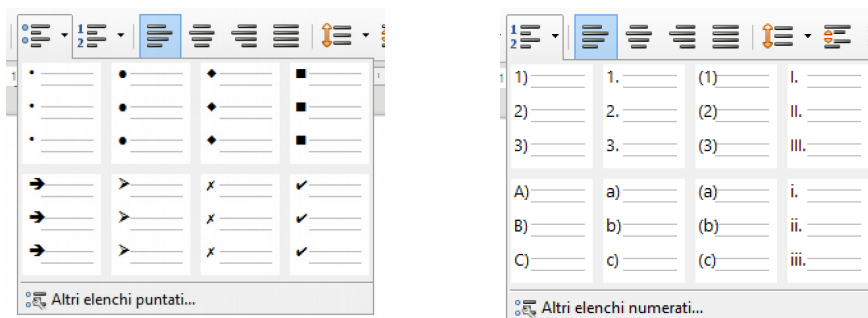 Altri elenchi puntati...
1) 1. (1) I.
2) 2. (2) II.
3) 3. (3) III.
A) a) (a) i.
B) b) (b) ii.
C) c) (c) iii.
Altri elenchi numerati...